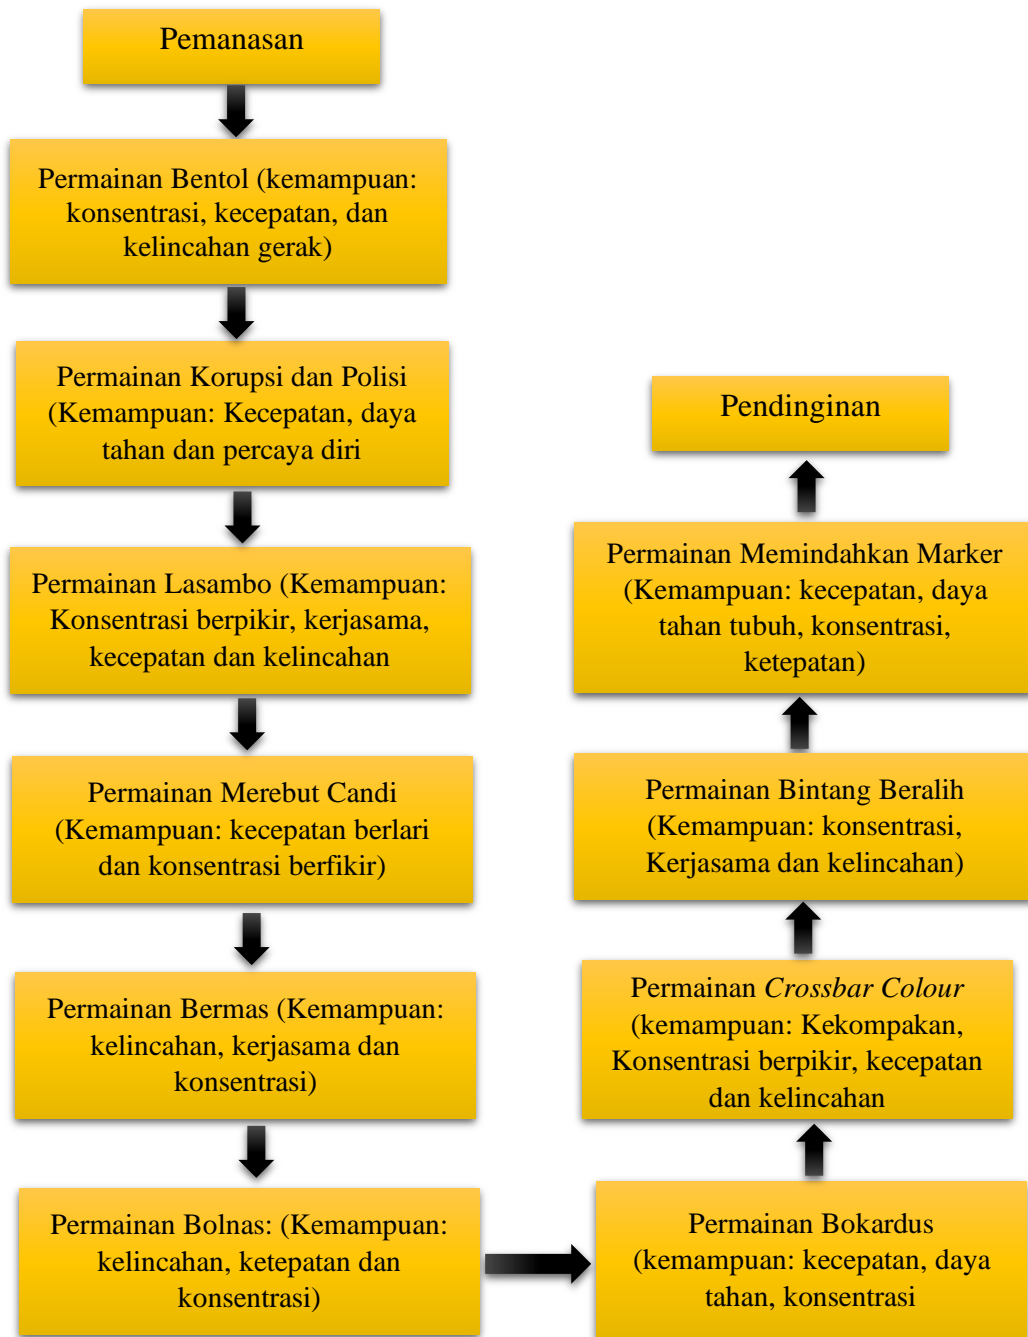 Pemanasan
Permainan Bentol (kemampuan:
konsentrasi, kecepatan, dan
kelincahan gerak)
Permainan Korupsi dan Polisi
(Kemampuan: Kecepatan, daya
tahan dan percaya diri
Permainan Lasambo (Kemampuan:
Konsentrasi berpikir, kerjasama,
kecepatan dan kelincahan
Permainan Merebut Candi
(Kemampuan: kecepatan berlari
dan konsentrasi berfikir)
Permainan Bermas (Kemampuan:
kelincahan, kerjasama dan
konsentrasi)
Permainan Bolnas: (Kemampuan:
kelincahan, ketepatan dan
konsentrasi)
Permainan Bokardus
(kemampuan: kecepatan, daya
tahan, konsentrasi
Permainan Crossbar Colour
(kemampuan: Kekompakan,
Konsentrasi berpikir, kecepatan
dan kelincahan
Permainan Bintang Beralih
(Kemampuan: konsentrasi,
Kerjasama dan kelincahan)
Permainan Memindahkan Marker
(Kemampuan: kecepatan, daya
tahan tubuh, konsentrasi,
ketepatan)
Pendinginan